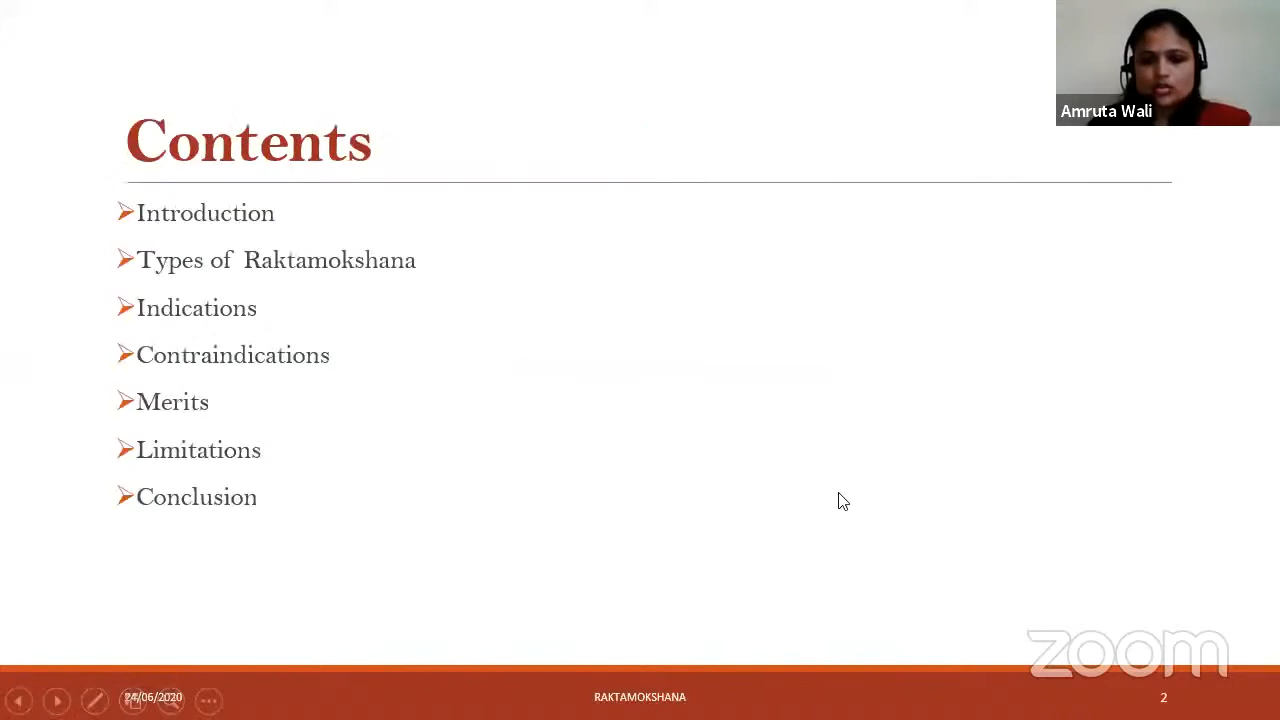 Amruta Wali
Contents
Introduction
Types of Raktamokshana
Indications
Contraindications
Merits
Limitations
Conclusion
zoom
24/06/2020
RAKTAMOKSHANA
2